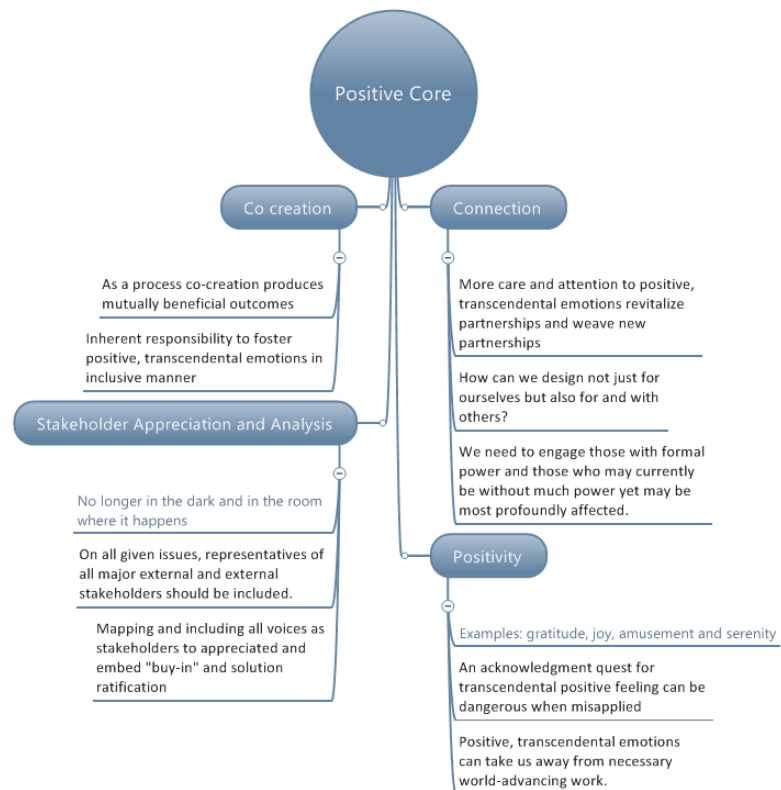 Positive Core
Co creation
As a process co-creation produces
mutually beneficial outcomes
Inherent responsibility to foster
positive, transcendental emotions in
inclusive manner
Stakeholder Appreciation and Analysis
No longer in the dark and in the room
where it happens
On all given issues, representatives of
all major external and external
stakeholders should be included.
Mapping and including all voices as
stakeholders to appreciated and
embed "buy-in" and solution
ratification
Connection
More care and attention to positive,
transcendental emotions revitalize
partnerships and weave new
partnerships
How can we design not just for
ourselves but also for and with
others?
We need to engage those with formal
power and those who may currently
be without much power yet may be
most profoundly affected.
Positivity
Examples: gratitude, joy, amusement and serenity
An acknowledgment quest for
transcendental positive feeling can be
dangerous when misapplied
Positive, transcendental emotions
can take us away from necessary
world-advancing work.